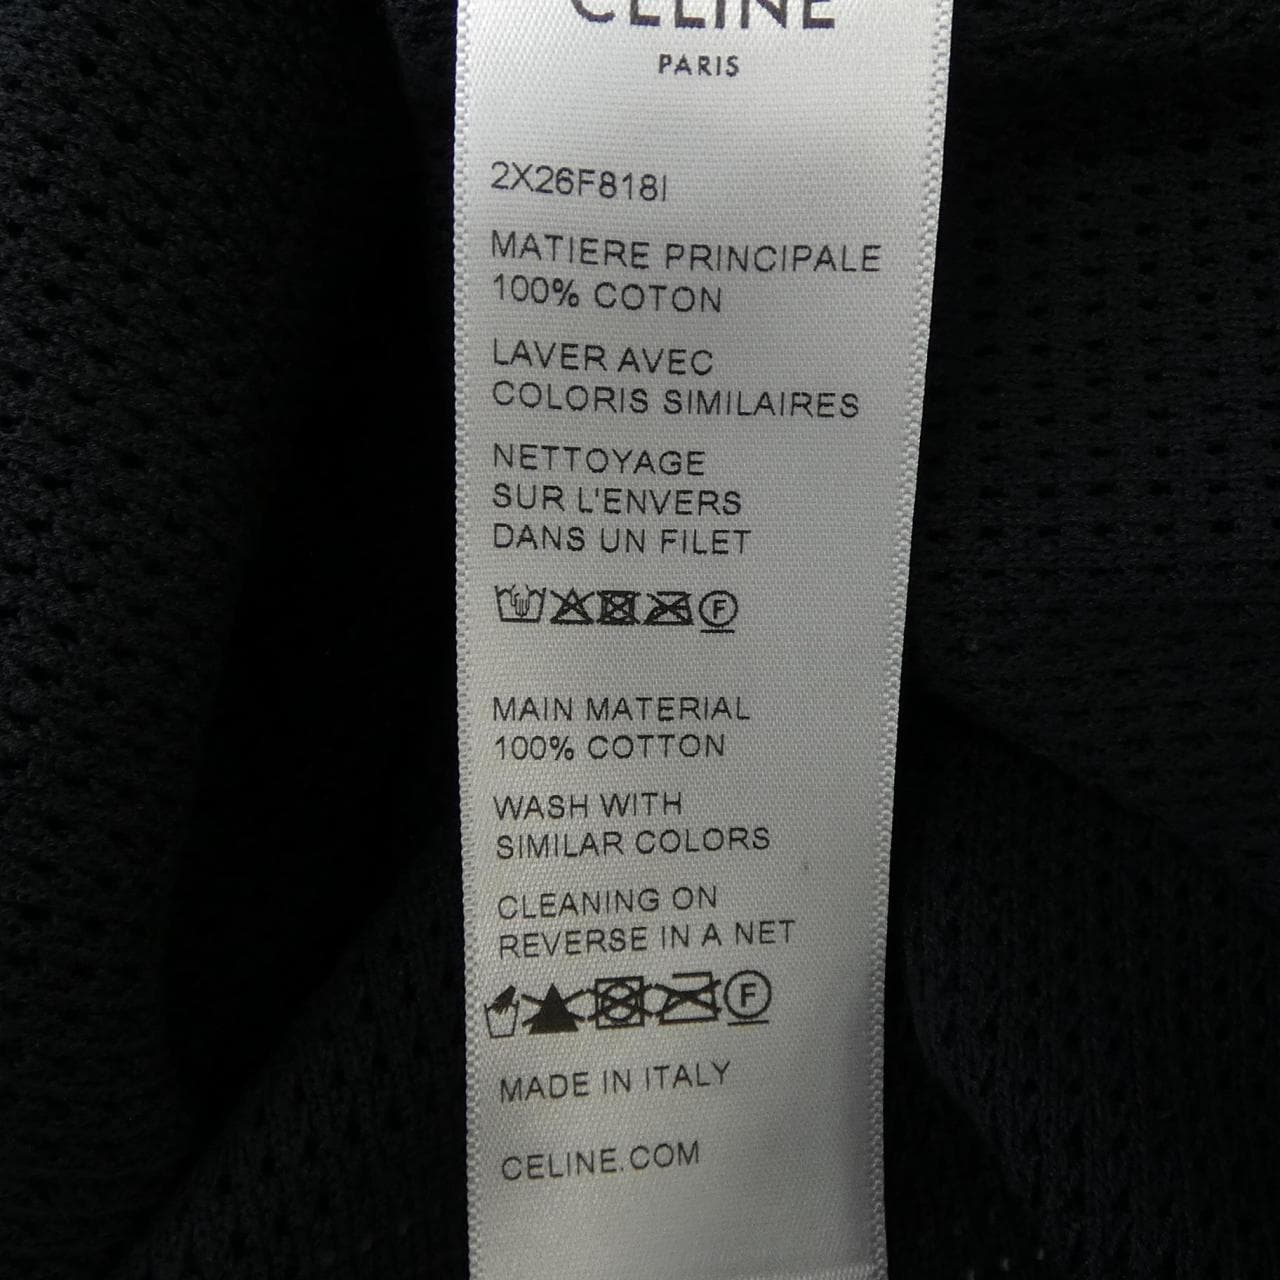 CELINE
PARIS
2X26F818I
MATIERE PRINCIPALE
100% COTON
LAVER AVEC
COLORIS SIMILAIRES
NETTOYAGE
SUR L'ENVERS
DANS UN FILET
F
MAIN MATERIAL
100% COTTON
WASH WITH
SIMILAR COLORS
CLEANING ON
REVERSE IN A NET
F
MADE IN ITALY
CELINE.COM